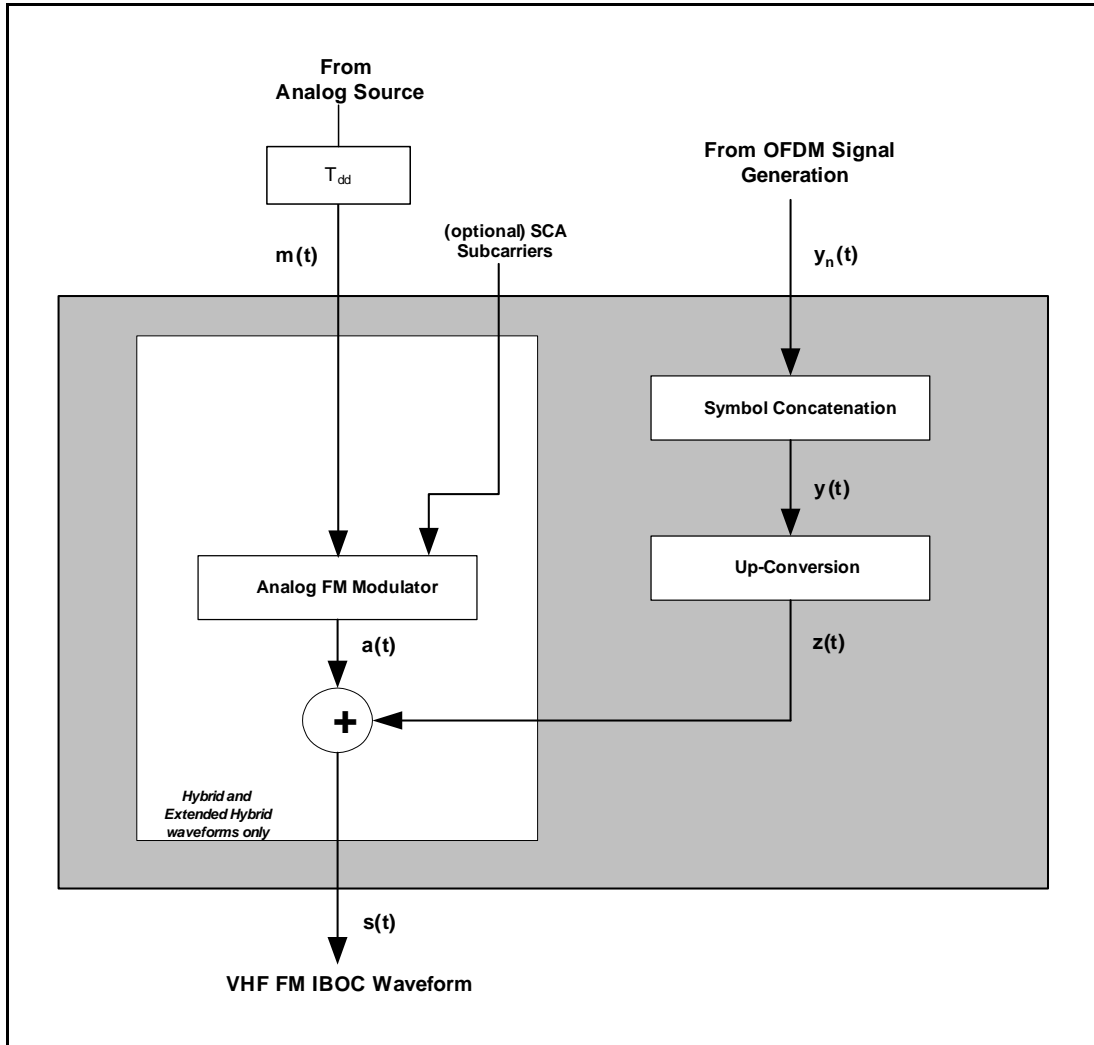 From
Analog Source
T_dd
m(t)
(optional) SCA
Subcarriers
From OFDM Signal
Generation
y_n(t)
Symbol Concatenation
y(t)
Up-Conversion
z(t)
Analog FM Modulator
a(t)
+
Hybrid and
Extended Hybrid
waveforms only
s(t)
VHF FM IBOC Waveform